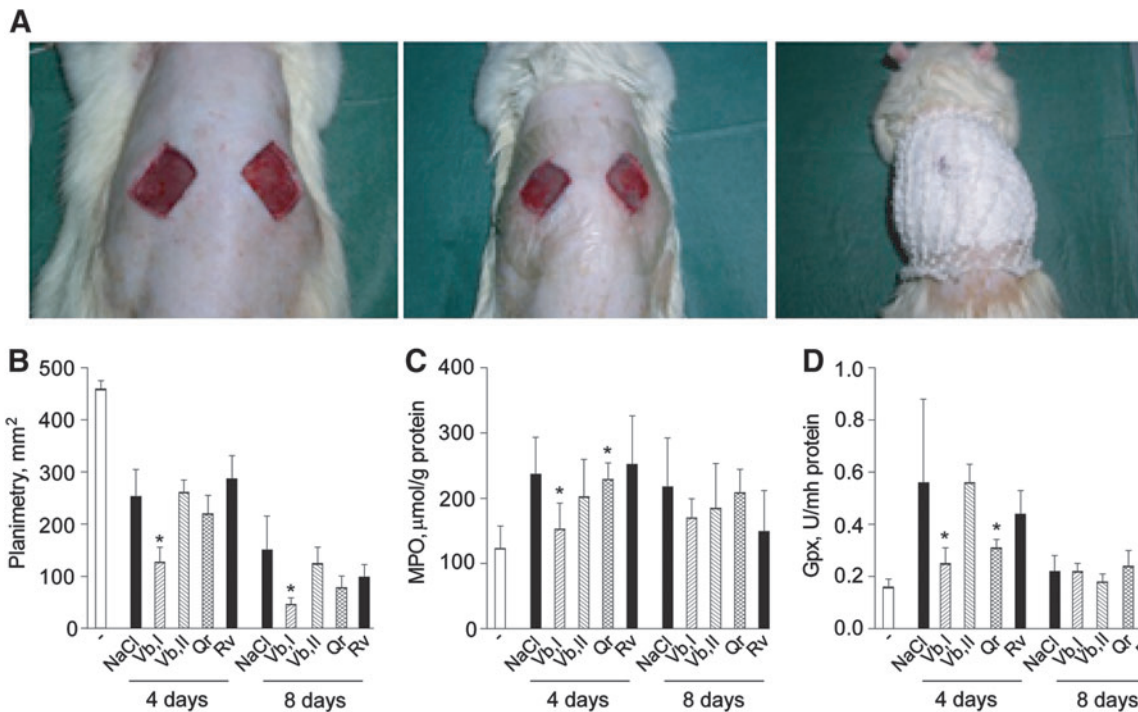 A
B
Planimetry, mm²
500
400
300
200
100
0
-
NaCl
Vb,I
Vb,II
Qr
Rv
NaCl
Vb,I
Vb,II
Qr
Rv
*
*
4 days
8 days
C
MPO, µmol/g protein
400
300
200
100
0
-
NaCl
Vb,I
Vb,II
Qr
Rv
NaCl
Vb,I
Vb,II
Qr
Rv
*
*
4 days
8 days
D
Gpx, U/mh protein
1.0
0.8
0.6
0.4
0.2
0.0
-
NaCl
Vb,I
Vb,II
Qr
Rv
NaCl
Vb,I
Vb,II
Qr
*
*
4 days
8 days